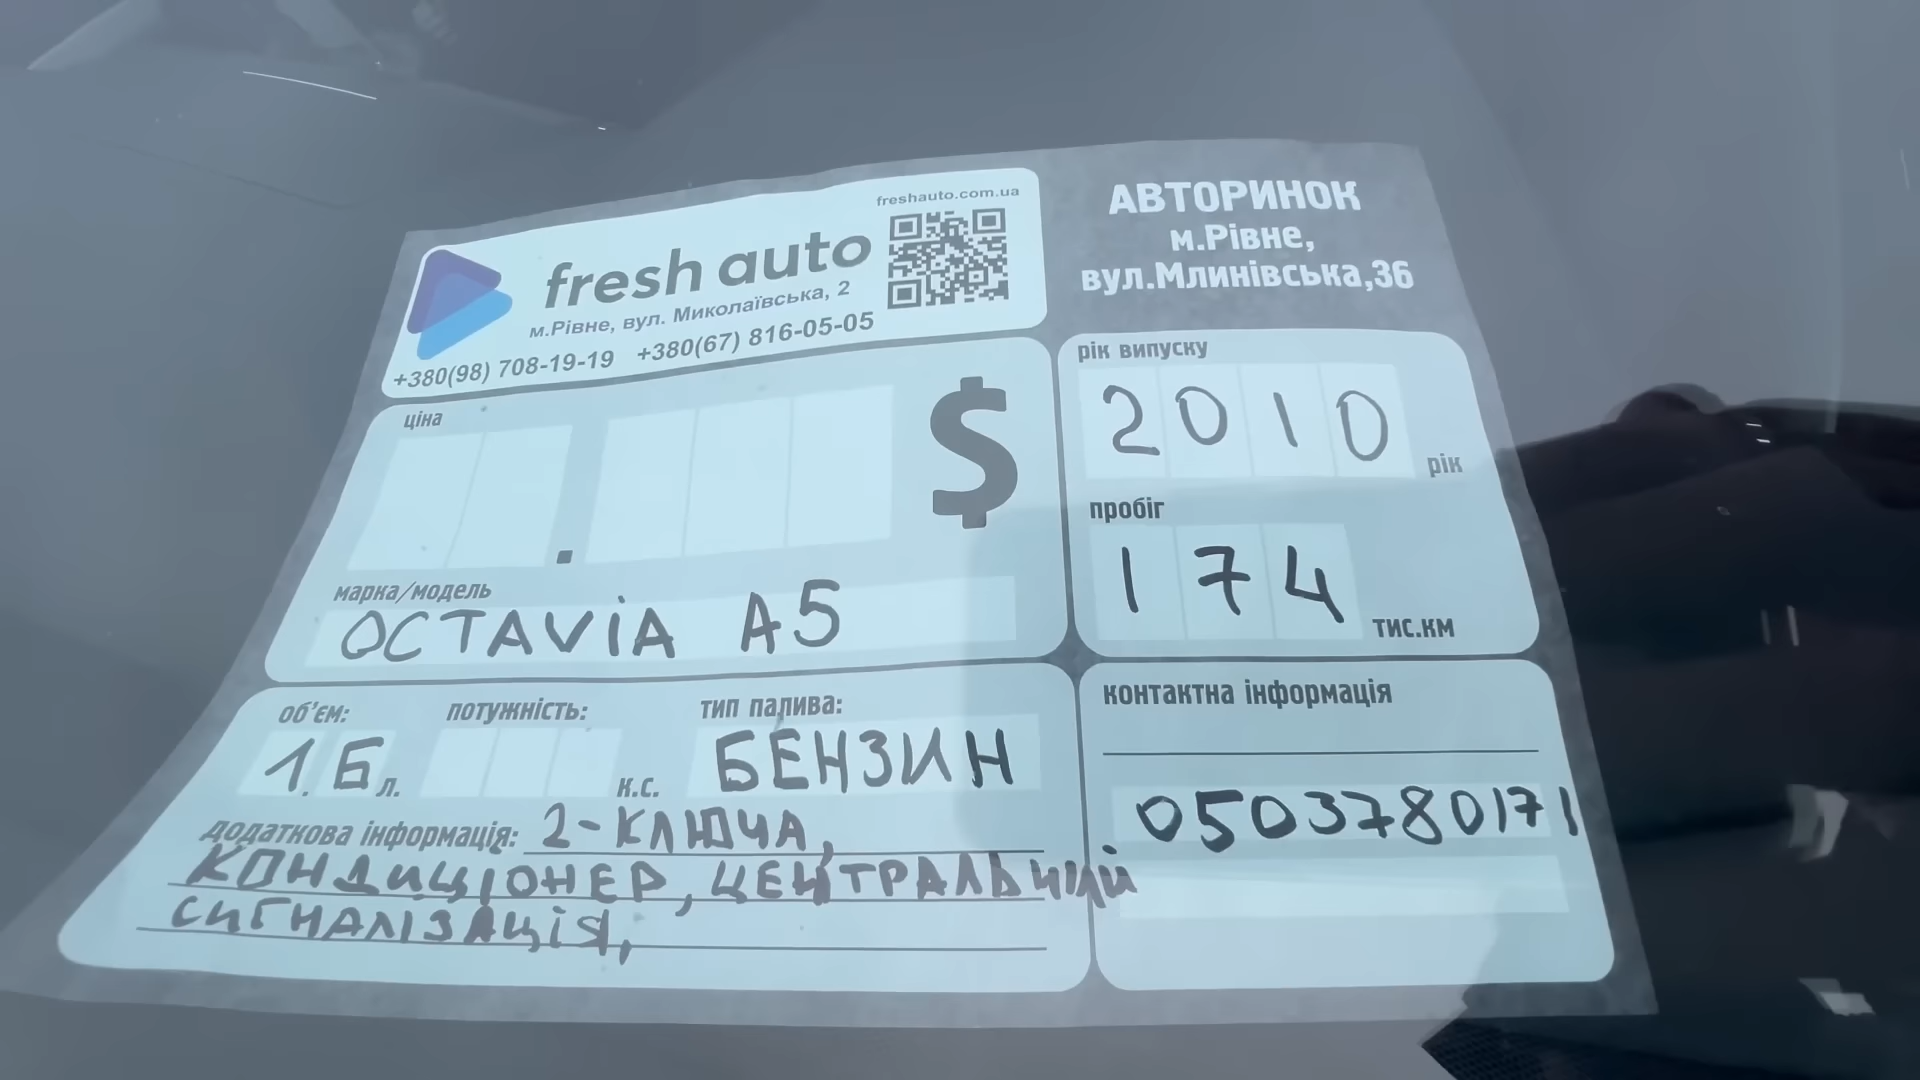 freshauto.com.ua
fresh auto
м.Рівне, вул. Миколаївська, 2
+380(98) 708-19-19 +380(67) 816-05-05
АВТОРИНОК
м.Рівне,
вул.Млинівська,36
ціна
. $
марка/модель
OCTAViA A5
рік випуску
2010 рік
пробіг
174 тис.км
об'єм: потужність: тип палива:
1.6 л. к.с. БЕНЗИН
додаткова інформація: 2-КЛЮЧА,
КОНДИЦІОНЕР, ЦЕНТРАЛЬНИЙ
СИГНАЛІЗАЦІЯ,
контактна інформація
0503780171